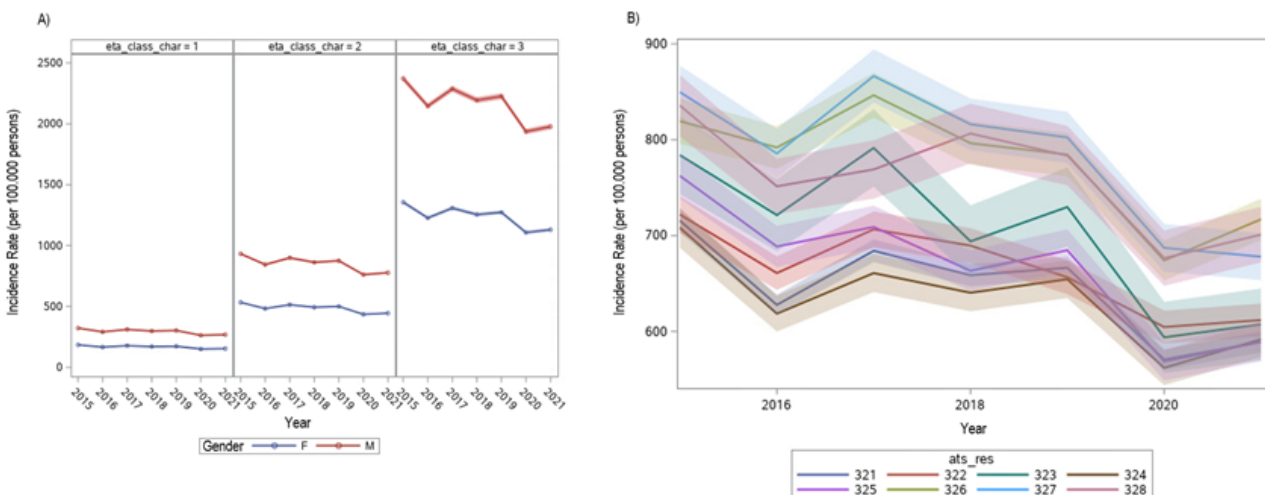 A)
eta_class_char = 1
eta_class_char = 2
eta_class_char = 3
Incidence Rate (per 100.000 persons)
2500
2000
1500
1000
500
0
2015 2016 2017 2018 2019 2020 2021 2015 2016 2017 2018 2019 2020 2021 2015 2016 2017 2018 2019 2020 2021
Year
Gender F M
B)
Incidence Rate (per 100.000 persons)
900
800
700
600
2016 2018 2020
Year
ats_res
321 322 323 324
325 326 327 328